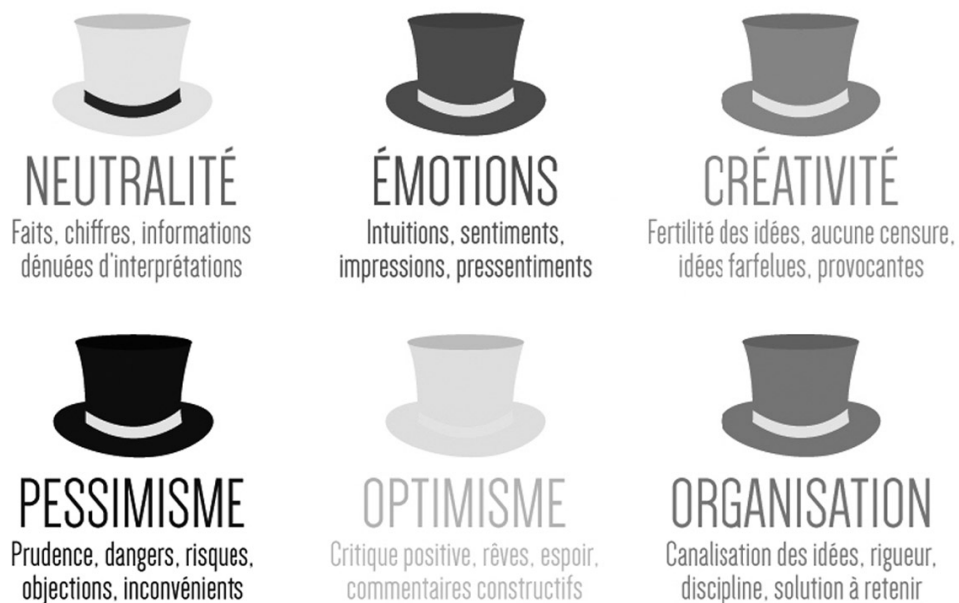 NEUTRALITÉ
Faits, chiffres, informations
dénuées d'interprétations
ÉMOTIONS
Intuitions, sentiments,
impressions, pressentiments
CRÉATIVITÉ
Fertilité des idées, aucune censure,
idées farfelues, provocantes
PESSIMISME
Prudence, dangers, risques,
objections, inconvénients
OPTIMISME
Critique positive, rêves, espoir,
commentaires constructifs
ORGANISATION
Canalisation des idées, rigueur,
discipline, solution à retenir